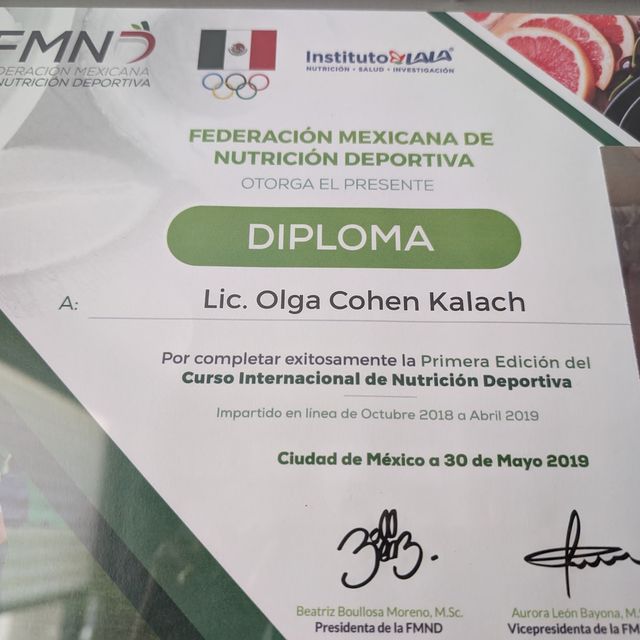 FMND
FEDERACIÓN MEXICANA
NUTRICIÓN DEPORTIVA
Instituto LALA®
NUTRICIÓN • SALUD • INVESTIGACIÓN
FEDERACIÓN MEXICANA DE
NUTRICIÓN DEPORTIVA
OTORGA EL PRESENTE
DIPLOMA
A: Lic. Olga Cohen Kalach
Por completar exitosamente la Primera Edición del
Curso Internacional de Nutrición Deportiva
Impartido en línea de Octubre 2018 a Abril 2019
Ciudad de México a 30 de Mayo 2019
Beatriz Boullosa Moreno, M.Sc.
Presidenta de la FMND
Aurora León Bayona, M.
Vicepresidenta de la FM